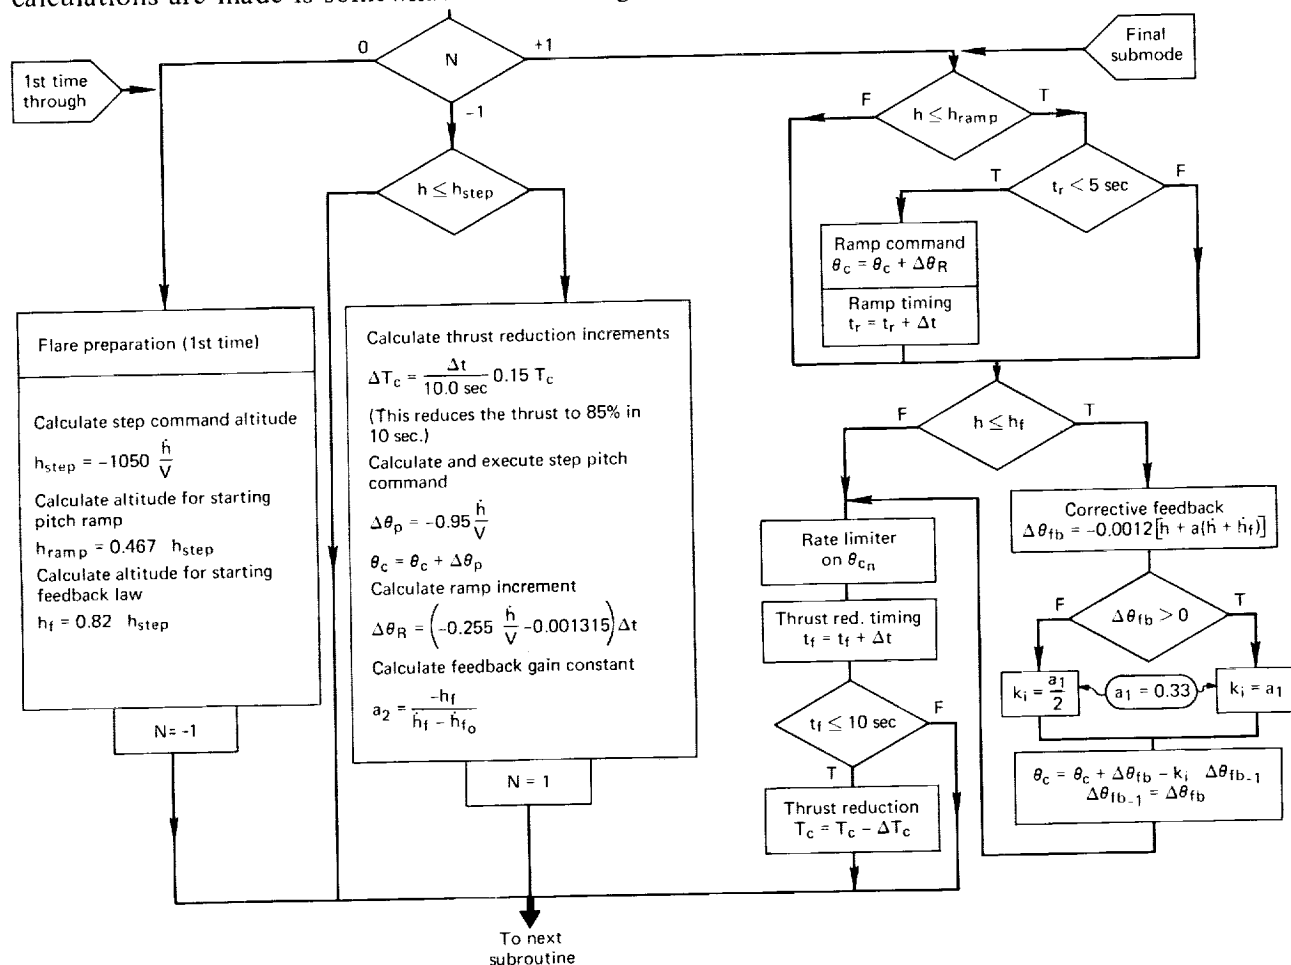 calculations are made is somewhat
0
N
+1
-1
1st time
through
Final
submode
h ≤ h_step
F
h ≤ h_ramp
T
T
t_r < 5 sec
F
Ramp command
θ_c = θ_c + Δθ_R
Ramp timing
t_r = t_r + Δt
Flare preparation (1st time)
Calculate step command altitude
h_step = -1050 ḣ/V
Calculate altitude for starting
pitch ramp
h_ramp = 0.467 h_step
Calculate altitude for starting
feedback law
h_f = 0.82 h_step
N= -1
Calculate thrust reduction increments
ΔT_c = Δt/10.0 sec 0.15 T_c
(This reduces the thrust to 85% in
10 sec.)
Calculate and execute step pitch
command
Δθ_p = -0.95 ḣ/V
θ_c = θ_c + Δθ_p
Calculate ramp increment
Δθ_R = (-0.255 ḣ/V -0.001315)Δt
Calculate feedback gain constant
a_2 = -h_f/(ḣ_f - ḣ_f_o)
N = 1
F
h ≤ h_f
T
Rate limiter
on θ_c_n
Thrust red. timing
t_f = t_f + Δt
t_f ≤ 10 sec
F
T
Thrust reduction
T_c = T_c - ΔT_c
Corrective feedback
Δθ_fb = -0.0012[h + a(ḣ + ḣ_f)]
F
Δθ_fb > 0
T
k_i = a_1/2
a_1 = 0.33
k_i = a_1
θ_c = θ_c + Δθ_fb - k_i Δθ_fb-1
Δθ_fb-1 = Δθ_fb
To next
subroutine